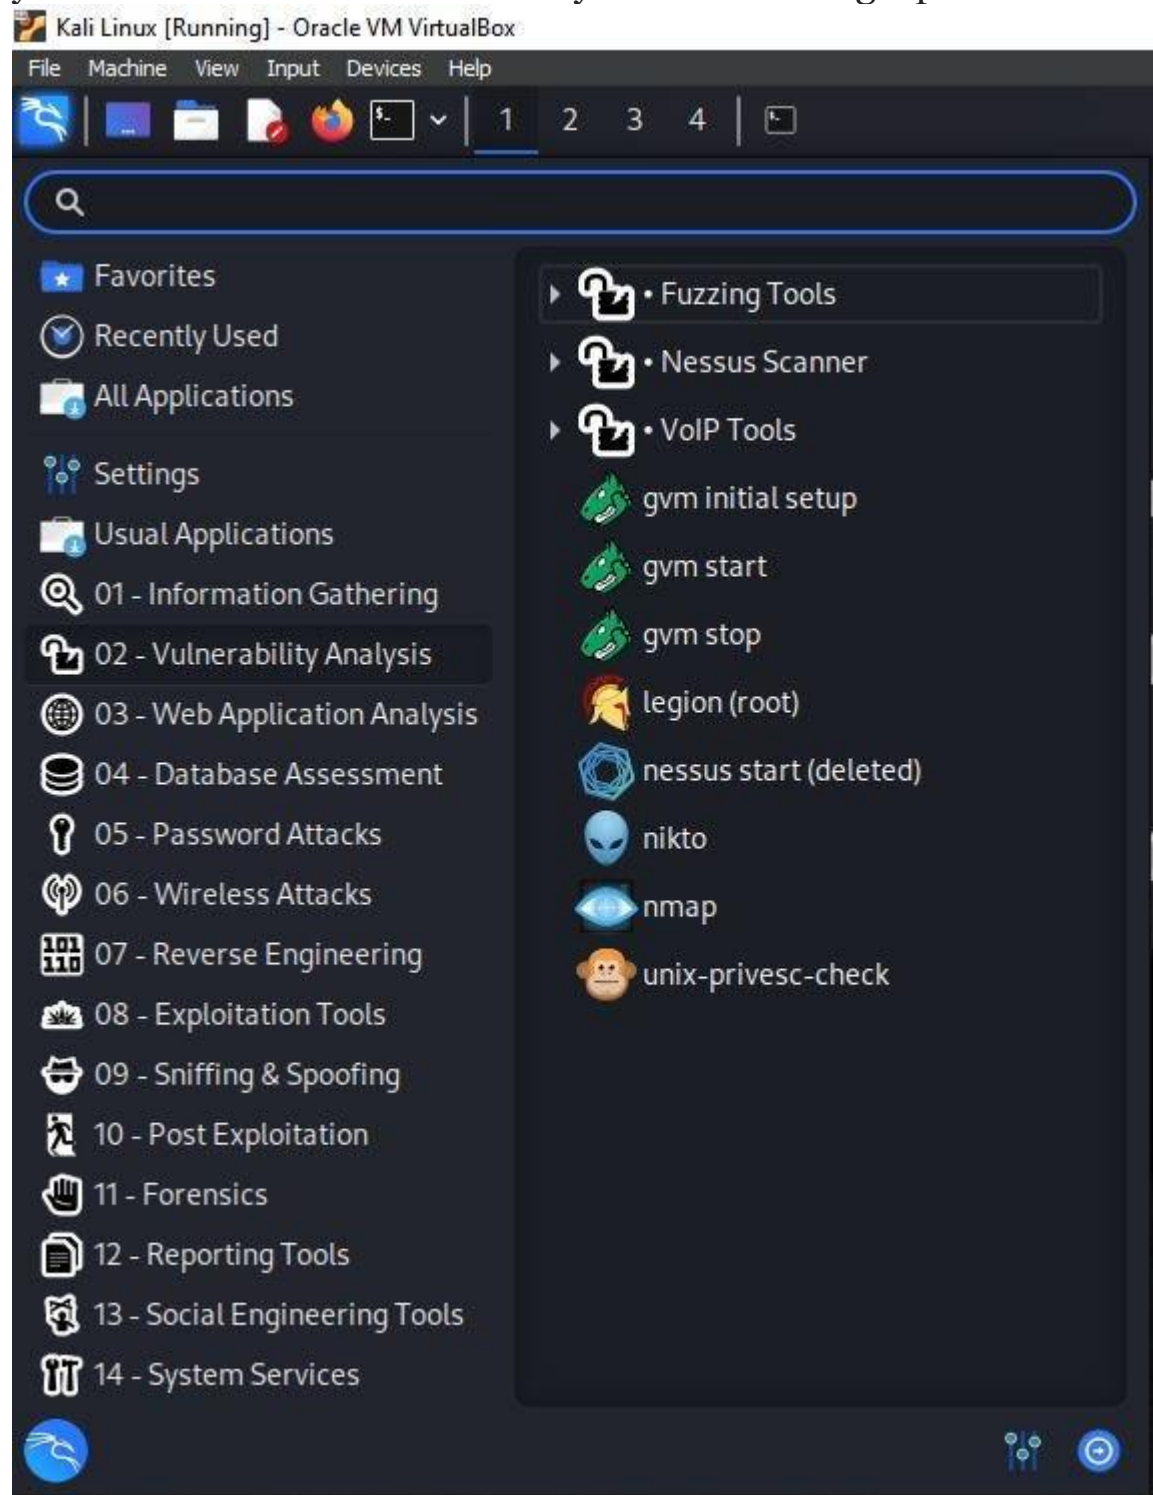 Kali Linux [Running] - Oracle VM VirtualBox
File Machine View Input Devices Help
1 2 3 4
Favorites
Recently Used
All Applications
Settings
Usual Applications
01 - Information Gathering
02 - Vulnerability Analysis
03 - Web Application Analysis
04 - Database Assessment
05 - Password Attacks
06 - Wireless Attacks
07 - Reverse Engineering
08 - Exploitation Tools
09 - Sniffing & Spoofing
10 - Post Exploitation
11 - Forensics
12 - Reporting Tools
13 - Social Engineering Tools
14 - System Services
• Fuzzing Tools
• Nessus Scanner
• VoIP Tools
gvm initial setup
gvm start
gvm stop
legion (root)
nessus start (deleted)
nikto
nmap
unix-privesc-check